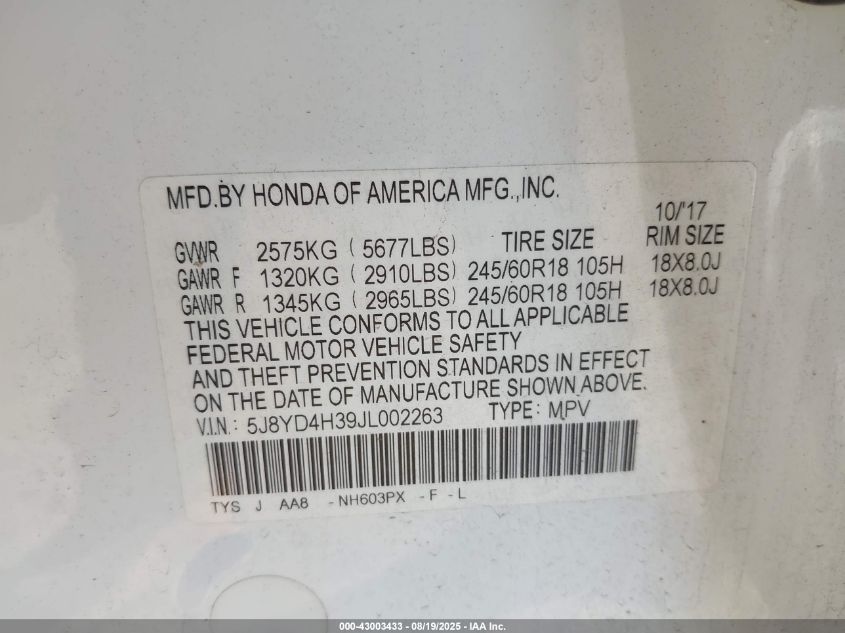 MFD.BY HONDA OF AMERICA MFG.,INC.
10/'17
GVWR 2575KG ( 5677LBS) TIRE SIZE RIM SIZE
GAWR F 1320KG ( 2910LBS) 245/60R18 105H 18X8.0J
GAWR R 1345KG ( 2965LBS) 245/60R18 105H 18X8.0J
THIS VEHICLE CONFORMS TO ALL APPLICABLE
FEDERAL MOTOR VEHICLE SAFETY
AND THEFT PREVENTION STANDARDS IN EFFECT
ON THE DATE OF MANUFACTURE SHOWN ABOVE.
V.I.N.: 5J8YD4H39JL002263 TYPE: MPV
TYS J AA8 -NH603PX -F -L
000-43003433 - 08/19/2025 - IAA Inc.